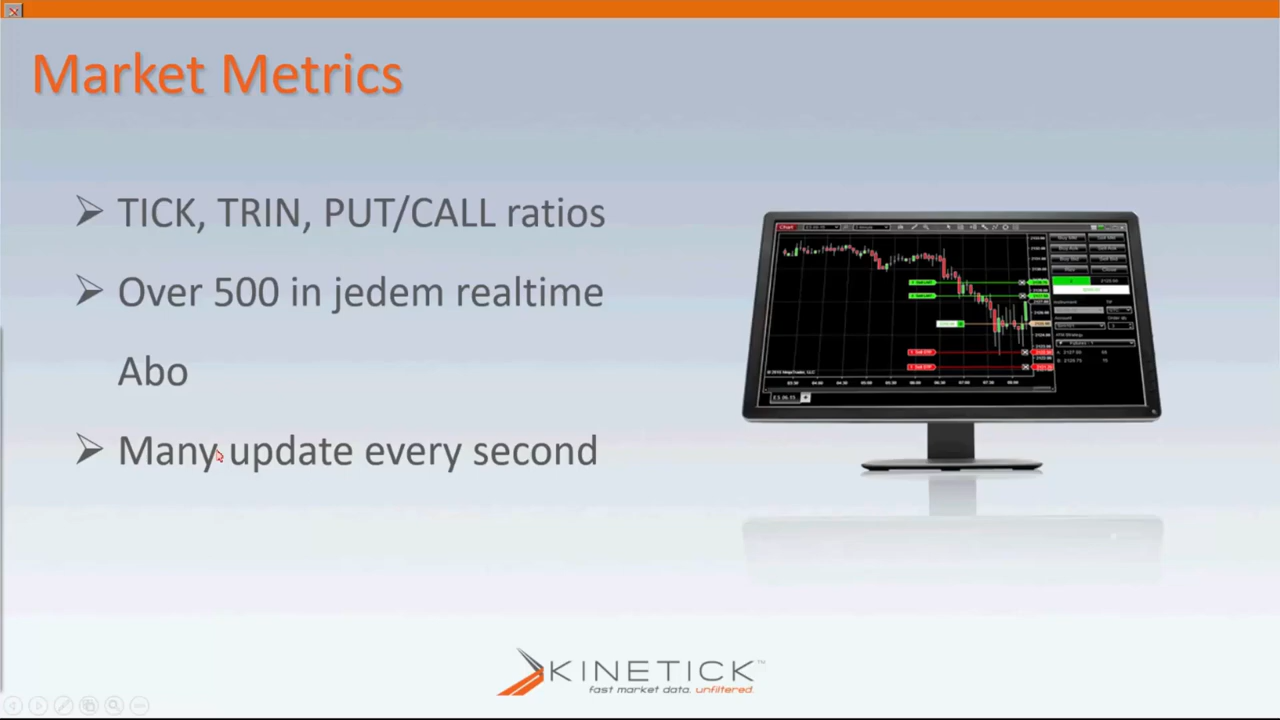 Market Metrics
TICK, TRIN, PUT/CALL ratios
Over 500 in jedem realtime
Abo
Many update every second
KINETICK™
fast market data. unfiltered.